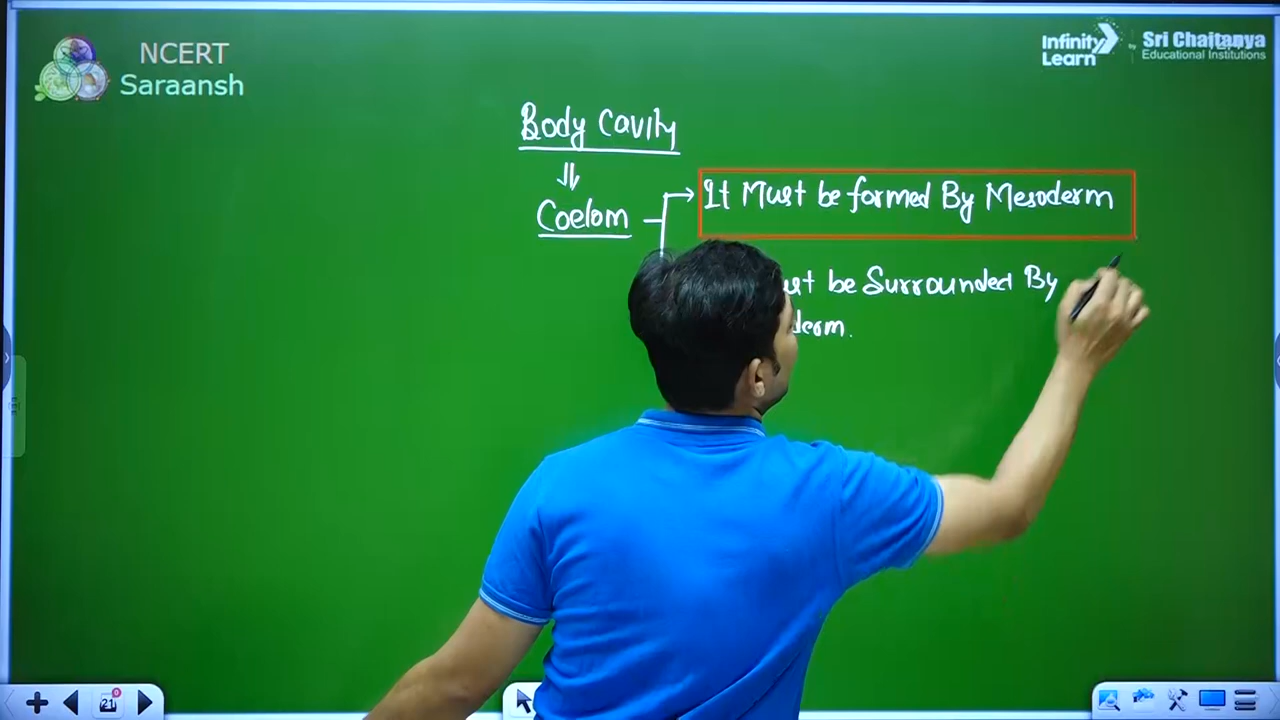 NCERT
Saraansh
Infinity Learn by Sri Chaitanya
Educational Institutions
Body Cavity
Coelom
It Must be formed By Mesoderm
be Surrounded By
21